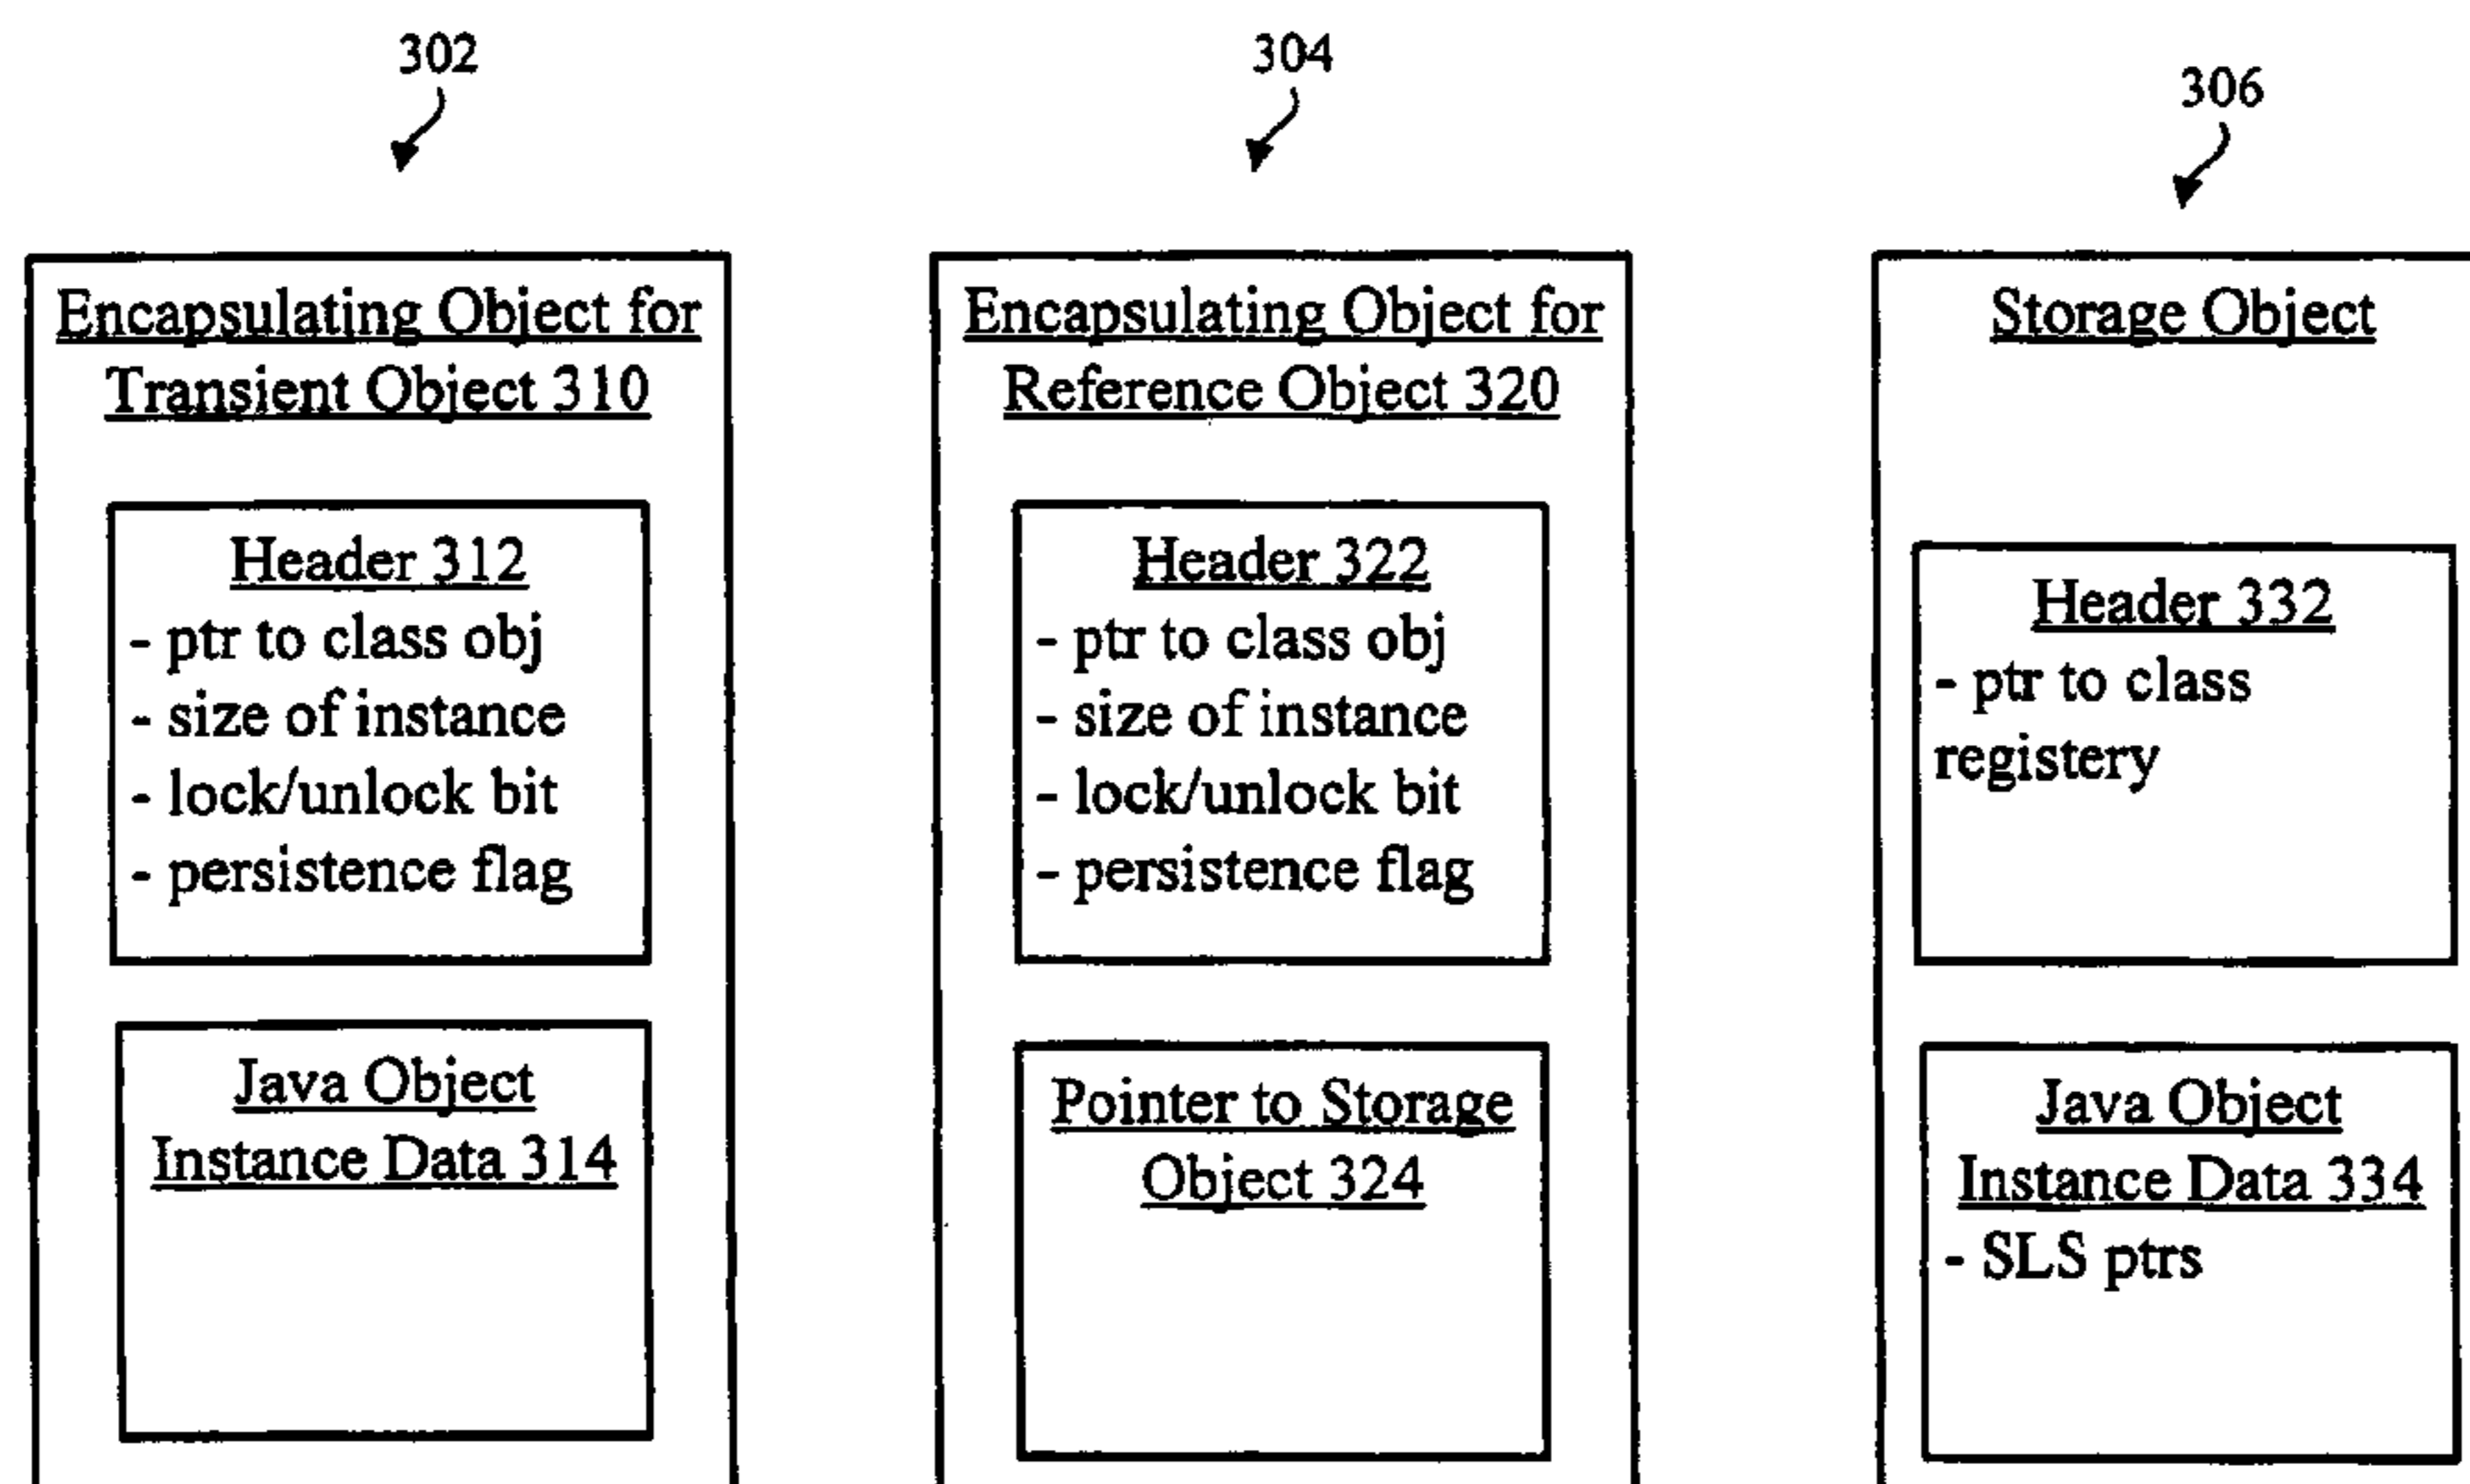 302
304
306
Encapsulating Object for
Transient Object 310
Header 312
- ptr to class obj
- size of instance
- lock/unlock bit
- persistence flag
Java Object
Instance Data 314
Encapsulating Object for
Reference Object 320
Header 322
- ptr to class obj
- size of instance
- lock/unlock bit
- persistence flag
Pointer to Storage
Object 324
Storage Object
Header 332
- ptr to class
registery
Java Object
Instance Data 334
- SLS ptrs